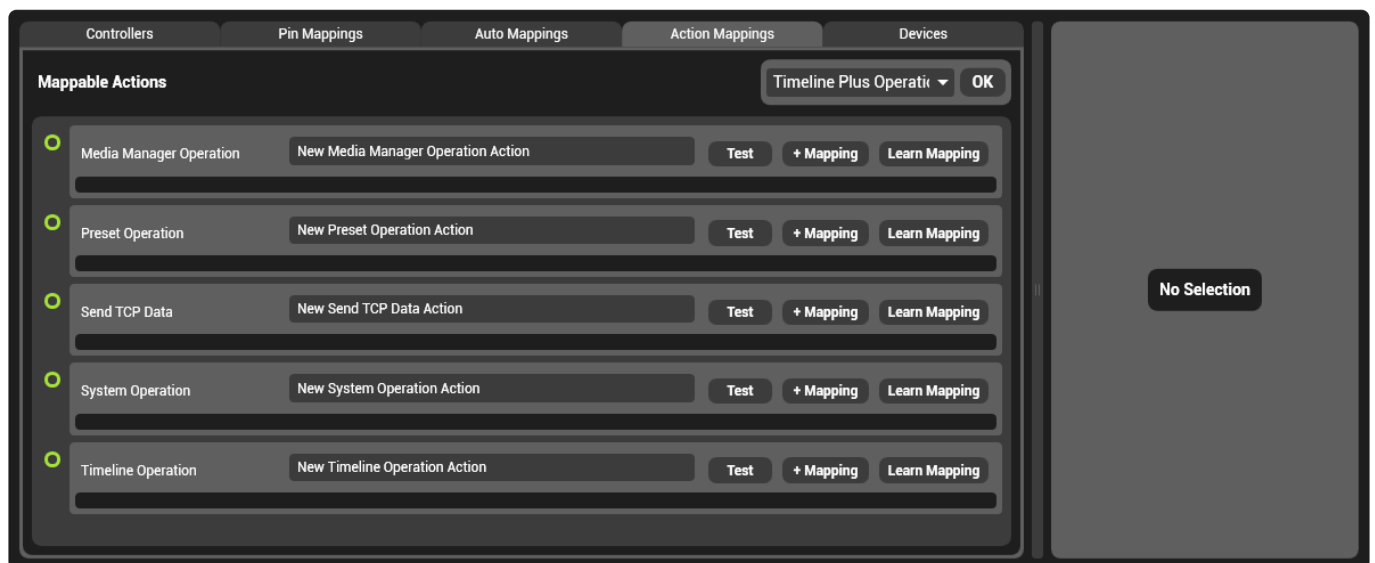 Controllers Pin Mappings Auto Mappings Action Mappings Devices
Mappable Actions Timeline Plus Operatic OK
Media Manager Operation New Media Manager Operation Action Test + Mapping Learn Mapping
Preset Operation New Preset Operation Action Test + Mapping Learn Mapping
Send TCP Data New Send TCP Data Action Test + Mapping Learn Mapping
No Selection
System Operation New System Operation Action Test + Mapping Learn Mapping
Timeline Operation New Timeline Operation Action Test + Mapping Learn Mapping